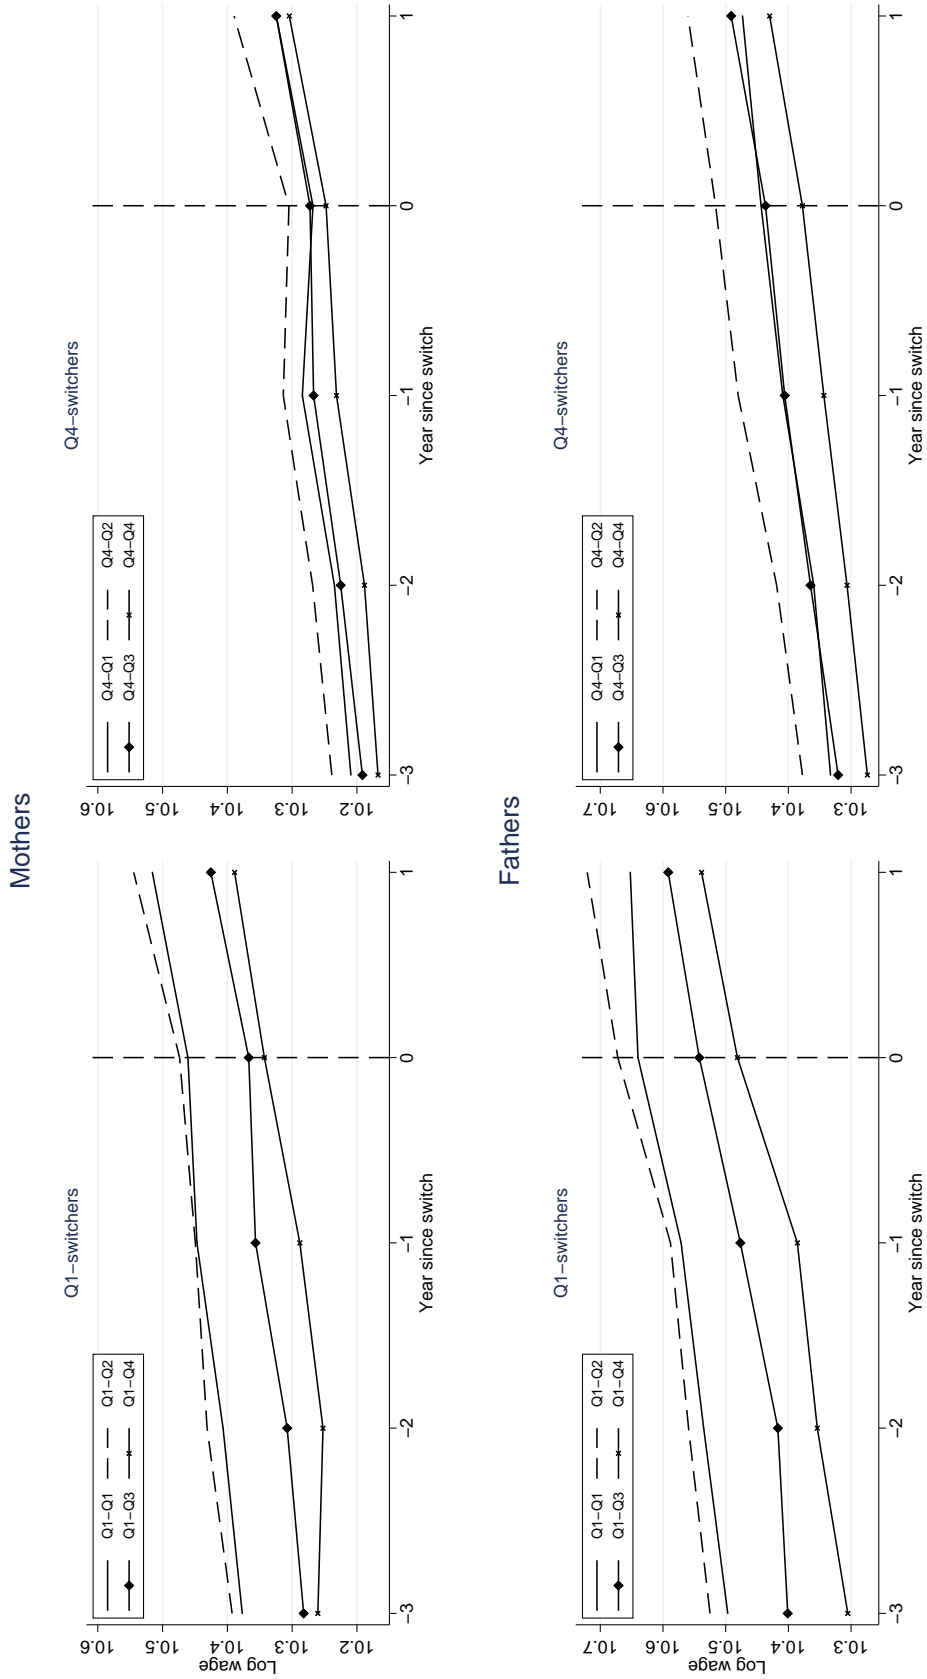 Mothers
Q1−switchers
Q1−Q1 Q1−Q2
Q1−Q3 Q1−Q4
Log wage
10.6
10.5
10.4
10.3
10.2
−3 −2 −1 0 1
Year since switch
Q4−switchers
Q4−Q1 Q4−Q2
Q4−Q3 Q4−Q4
10.6
10.5
10.4
10.3
10.2
−3 −2 −1 0 1
Year since switch
Fathers
Q1−switchers
Q1−Q1 Q1−Q2
Q1−Q3 Q1−Q4
Log wage
10.7
10.6
10.5
10.4
10.3
−3 −2 −1 0 1
Year since switch
Q4−switchers
Q4−Q1 Q4−Q2
Q4−Q3 Q4−Q4
10.7
10.6
10.5
10.4
10.3
−3 −2 −1 0 1
Year since switch